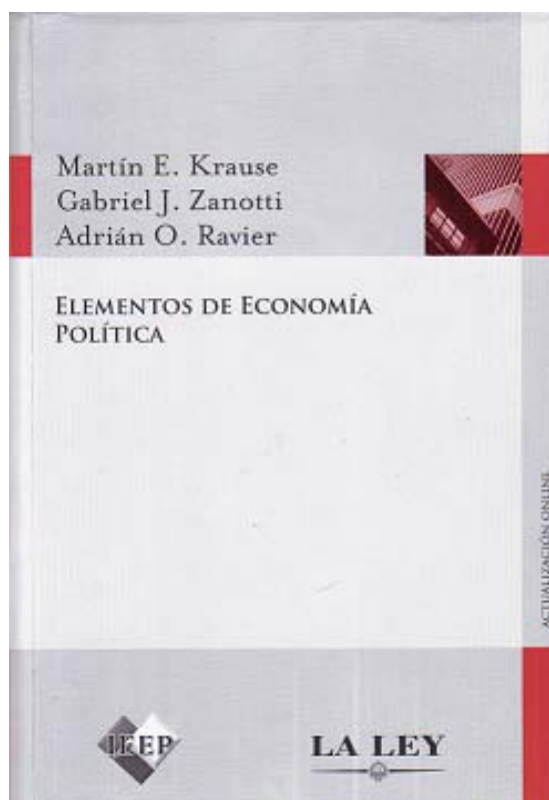 Martín E. Krause
Gabriel J. Zanotti
Adrián O. Ravier
ELEMENTOS DE ECONOMÍA
POLÍTICA
ACTUALIZACIÓN ONLINE
IEEP
LA LEY